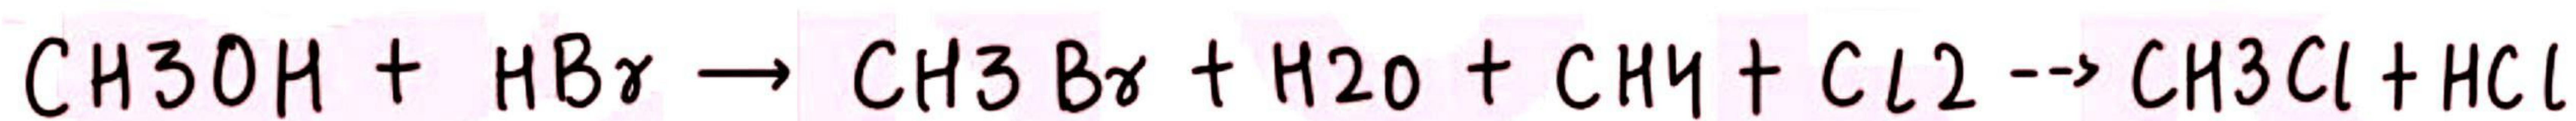 CH3OH + HBr → CH3Br + H2O + CH4 + Cl2 --> CH3Cl + HCl